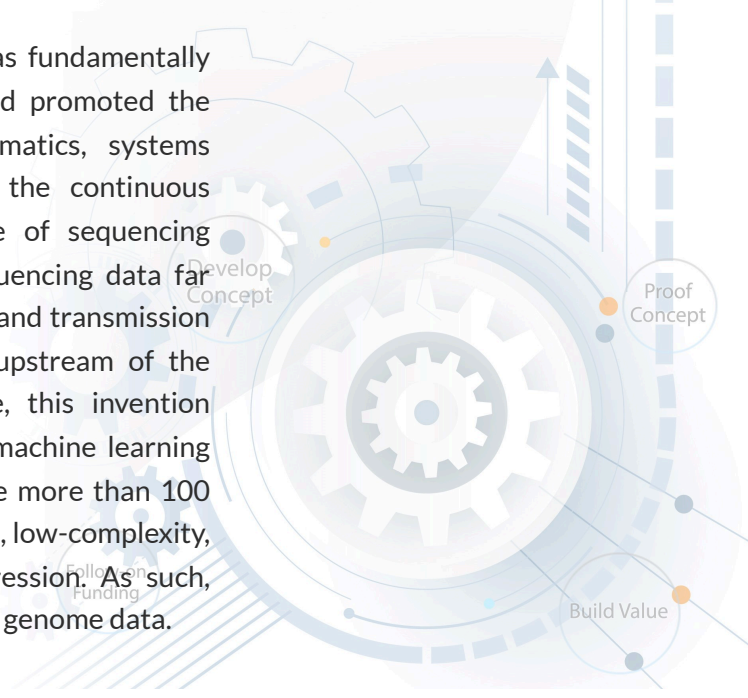 as fundamentally
d promoted the
matics, systems
the continuous
e of sequencing
uencing data far
and transmission
upstream of the
e, this invention
machine learning
e more than 100
, low-complexity,
ression. As such,
genome data.
Develop
Concept
Proof
Concept
Follow-on
Funding
Build Value